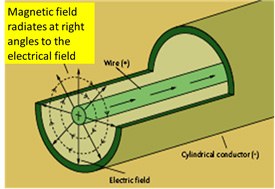 Magnetic field
radiates at right
angles to the
electrical field
Wire (+)
Cylindrical conductor (-)
Electric field